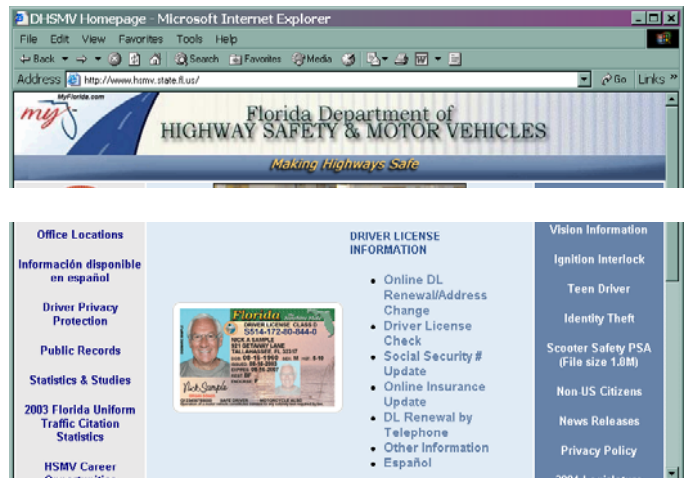 DHSMV Homepage - Microsoft Internet Explorer
File Edit View Favorites Tools Help
Back Search Favorites Media
Address http://www.hsmv.state.fl.us/ Go Links »
MyFlorida.com
my
Florida Department of
HIGHWAY SAFETY & MOTOR VEHICLES
Making Highways Safe
Office Locations
Información disponible
en español
Driver Privacy
Protection
Public Records
Statistics & Studies
2003 Florida Uniform
Traffic Citation
Statistics
HSMV Career
Florida
DRIVER LICENSE CLASS D
S514-172-80-844-0
NICK A SAMPLE
Nick Sample
DRIVER LICENSE
INFORMATION
• Online DL
Renewal/Address
Change
• Driver License
Check
• Social Security #
Update
• Online Insurance
Update
• DL Renewal by
Telephone
• Other Information
• Español
Vision Information
Ignition Interlock
Teen Driver
Identity Theft
Scooter Safety PSA
(File size 1.8M)
Non US Citizens
News Releases
Privacy Policy